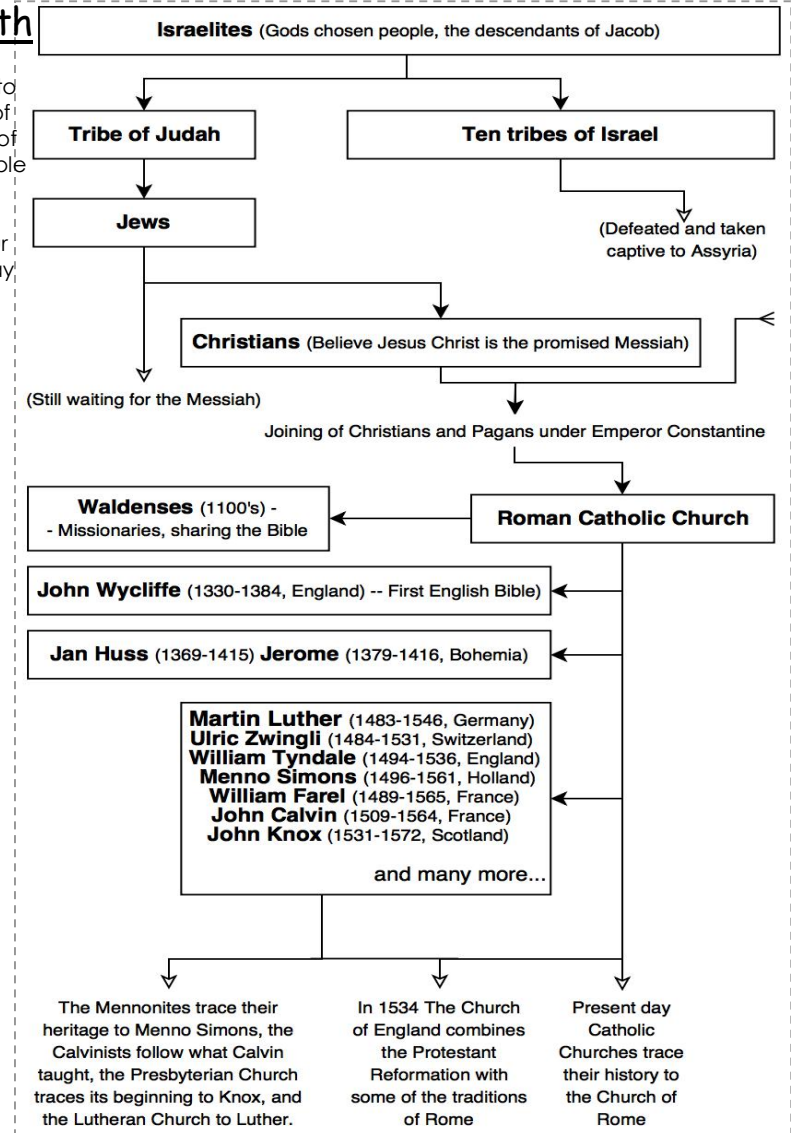 th
Israelites (Gods chosen people, the descendants of Jacob)
of
of
Tribe of Judah
Ten tribes of Israel
Jews
(Defeated and taken
captive to Assyria)
Christians (Believe Jesus Christ is the promised Messiah)
(Still waiting for the Messiah)
Joining of Christians and Pagans under Emperor Constantine
Waldenses (1100's) -
- Missionaries, sharing the Bible
Roman Catholic Church
John Wycliffe (1330-1384, England) -- First English Bible)
Jan Huss (1369-1415) Jerome (1379-1416, Bohemia)
Martin Luther (1483-1546, Germany)
Ulric Zwingli (1484-1531, Switzerland)
William Tyndale (1494-1536, England)
Menno Simons (1496-1561, Holland)
William Farel (1489-1565, France)
John Calvin (1509-1564, France)
John Knox (1531-1572, Scotland)
and many more...
The Mennonites trace their
heritage to Menno Simons, the
Calvinists follow what Calvin
taught, the Presbyterian Church
traces its beginning to Knox, and
the Lutheran Church to Luther.
In 1534 The Church
of England combines
the Protestant
Reformation with
some of the traditions
of Rome
Present day
Catholic
Churches trace
their history to
the Church of
Rome